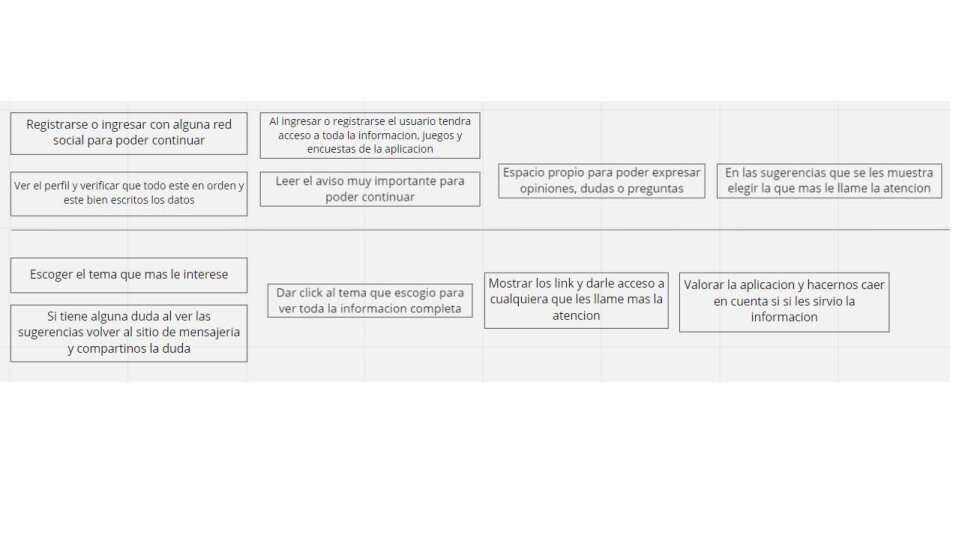 Registrarse o ingresar con alguna red
social para poder continuar
Al ingresar o registrarse el usuario tendra
acceso a toda la informacion, juegos y
encuestas de la aplicacion
Ver el perfil y verificar que todo este en orden y
este bien escritos los datos
Leer el aviso muy importante para
poder continuar
Espacio propio para poder expresar
opiniones, dudas o preguntas
En las sugerencias que se les muestra
elegir la que mas le llame la atencion
Escoger el tema que mas le interese
Si tiene alguna duda al ver las
sugerencias volver al sitio de mensajeria
y compartinos la duda
Dar click al tema que escogio para
ver toda la informacion completa
Mostrar los link y darle acceso a
cualquiera que les llame mas la
atencion
Valorar la aplicacion y hacernos caer
en cuenta si si les sirvio la
informacion